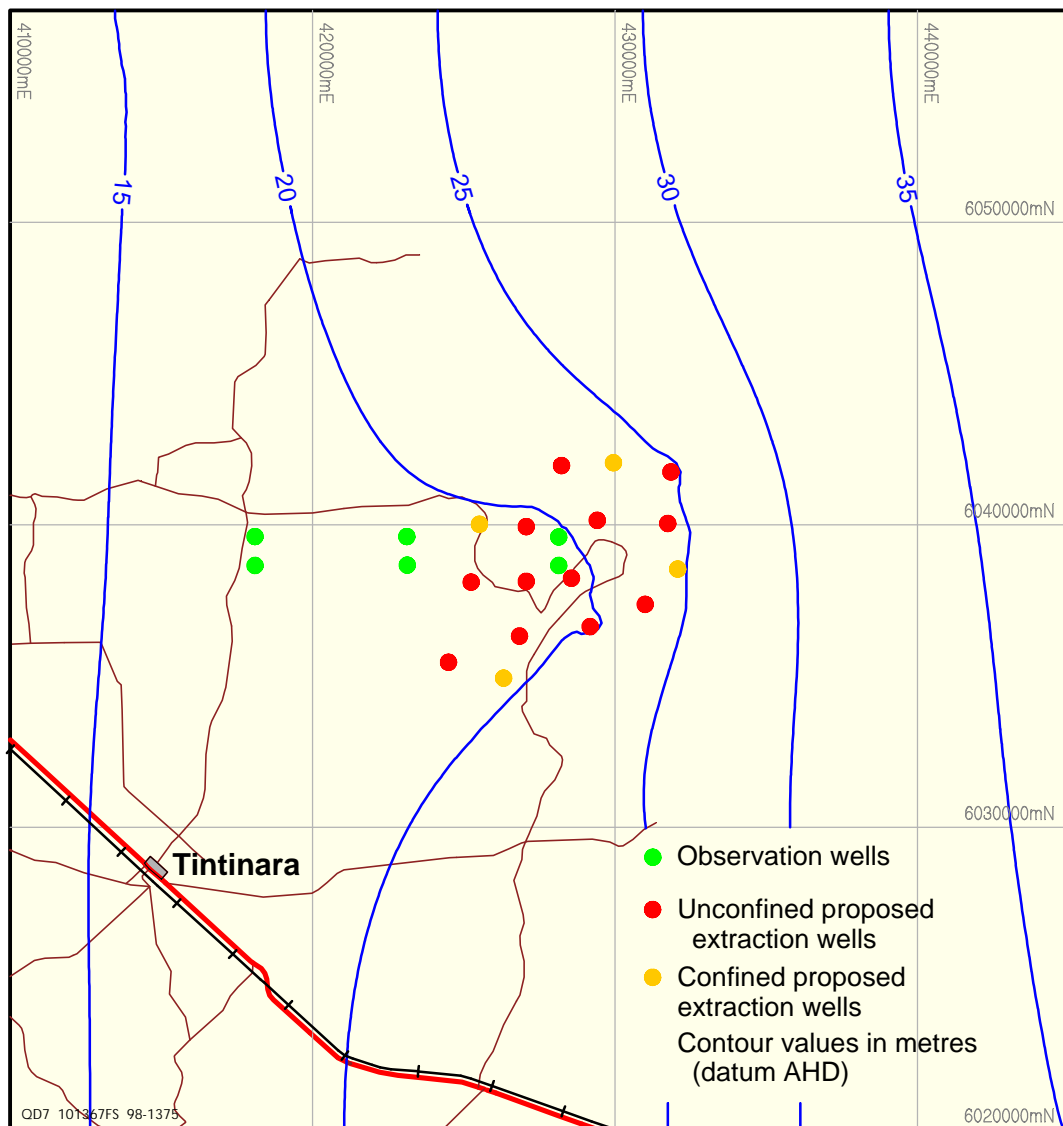 410000mE
420000mE
430000mE
440000mE
15
20
25
30
35
6050000mN
6040000mN
6030000mN
Tintinara
Observation wells
Unconfined proposed
extraction wells
Confined proposed
extraction wells
Contour values in metres
(datum AHD)
QD7 101367FS 98-1375
6020000mN